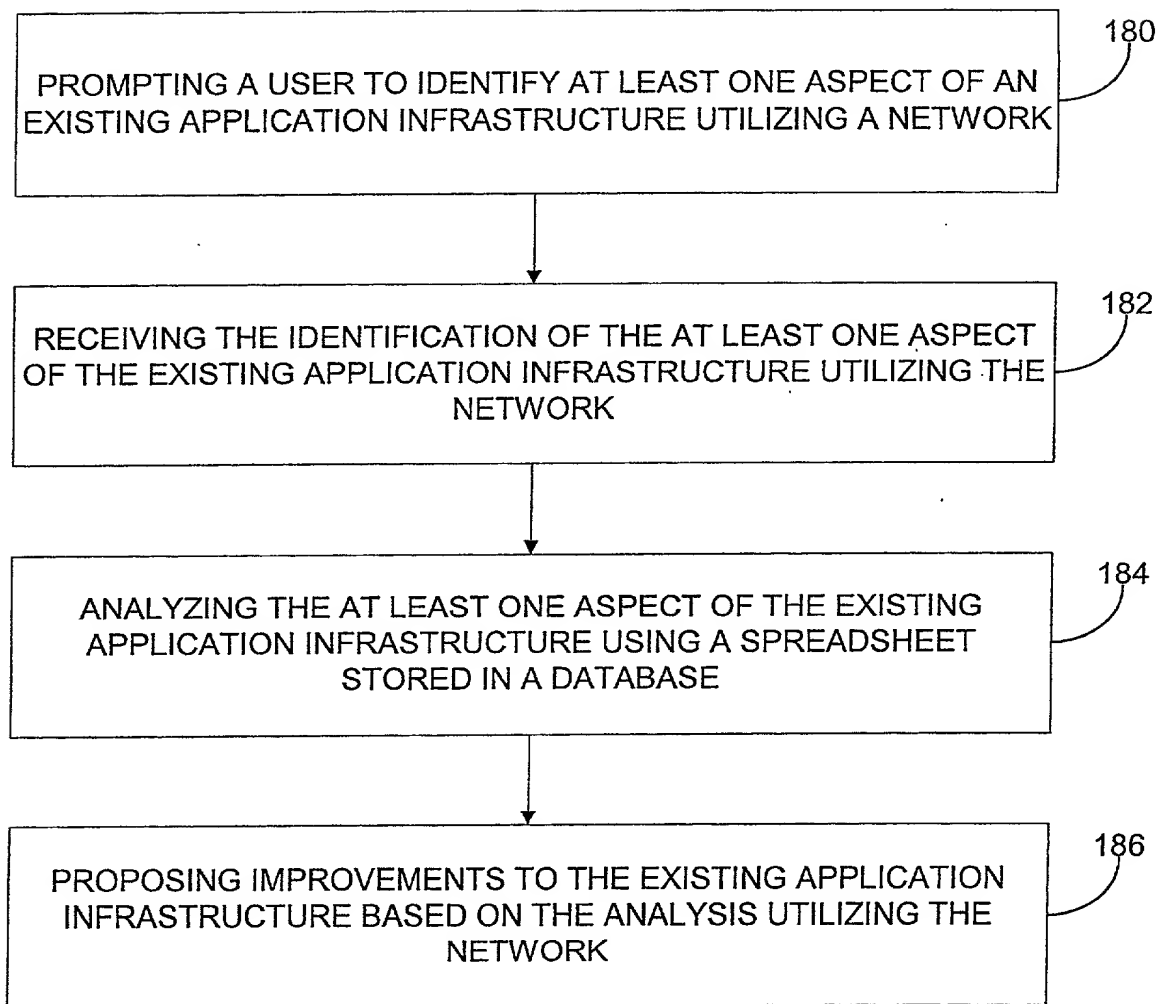 180
PROMPTING A USER TO IDENTIFY AT LEAST ONE ASPECT OF AN
EXISTING APPLICATION INFRASTRUCTURE UTILIZING A NETWORK
182
RECEIVING THE IDENTIFICATION OF THE AT LEAST ONE ASPECT
OF THE EXISTING APPLICATION INFRASTRUCTURE UTILIZING THE
NETWORK
184
ANALYZING THE AT LEAST ONE ASPECT OF THE EXISTING
APPLICATION INFRASTRUCTURE USING A SPREADSHEET
STORED IN A DATABASE
186
PROPOSING IMPROVEMENTS TO THE EXISTING APPLICATION
INFRASTRUCTURE BASED ON THE ANALYSIS UTILIZING THE
NETWORK